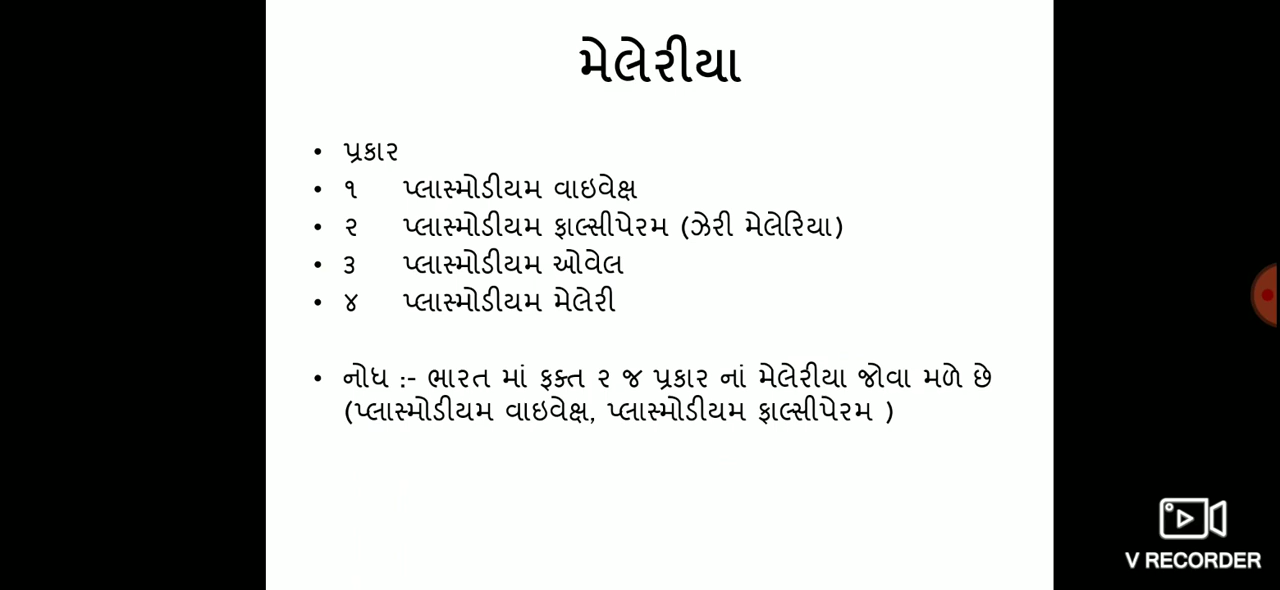 મેલેરીયા
• પ્રકાર
• ૧ પ્લાસ્મોડીયમ વાઇવેક્ષ
• ૨ પ્લાસ્મોડીયમ ફાલ્સીપેરમ (ઝેરી મેલેરિયા)
• ૩ પ્લાસ્મોડીયમ ઓવેલ
• ૪ પ્લાસ્મોડીયમ મેલેરી
• નોધ :- ભારત માં ફક્ત ૨ જ પ્રકાર નાં મેલેરીયા જોવા મળે છે
(પ્લાસ્મોડીયમ વાઇવેક્ષ, પ્લાસ્મોડીયમ ફાલ્સીપેરમ )
V RECORDER